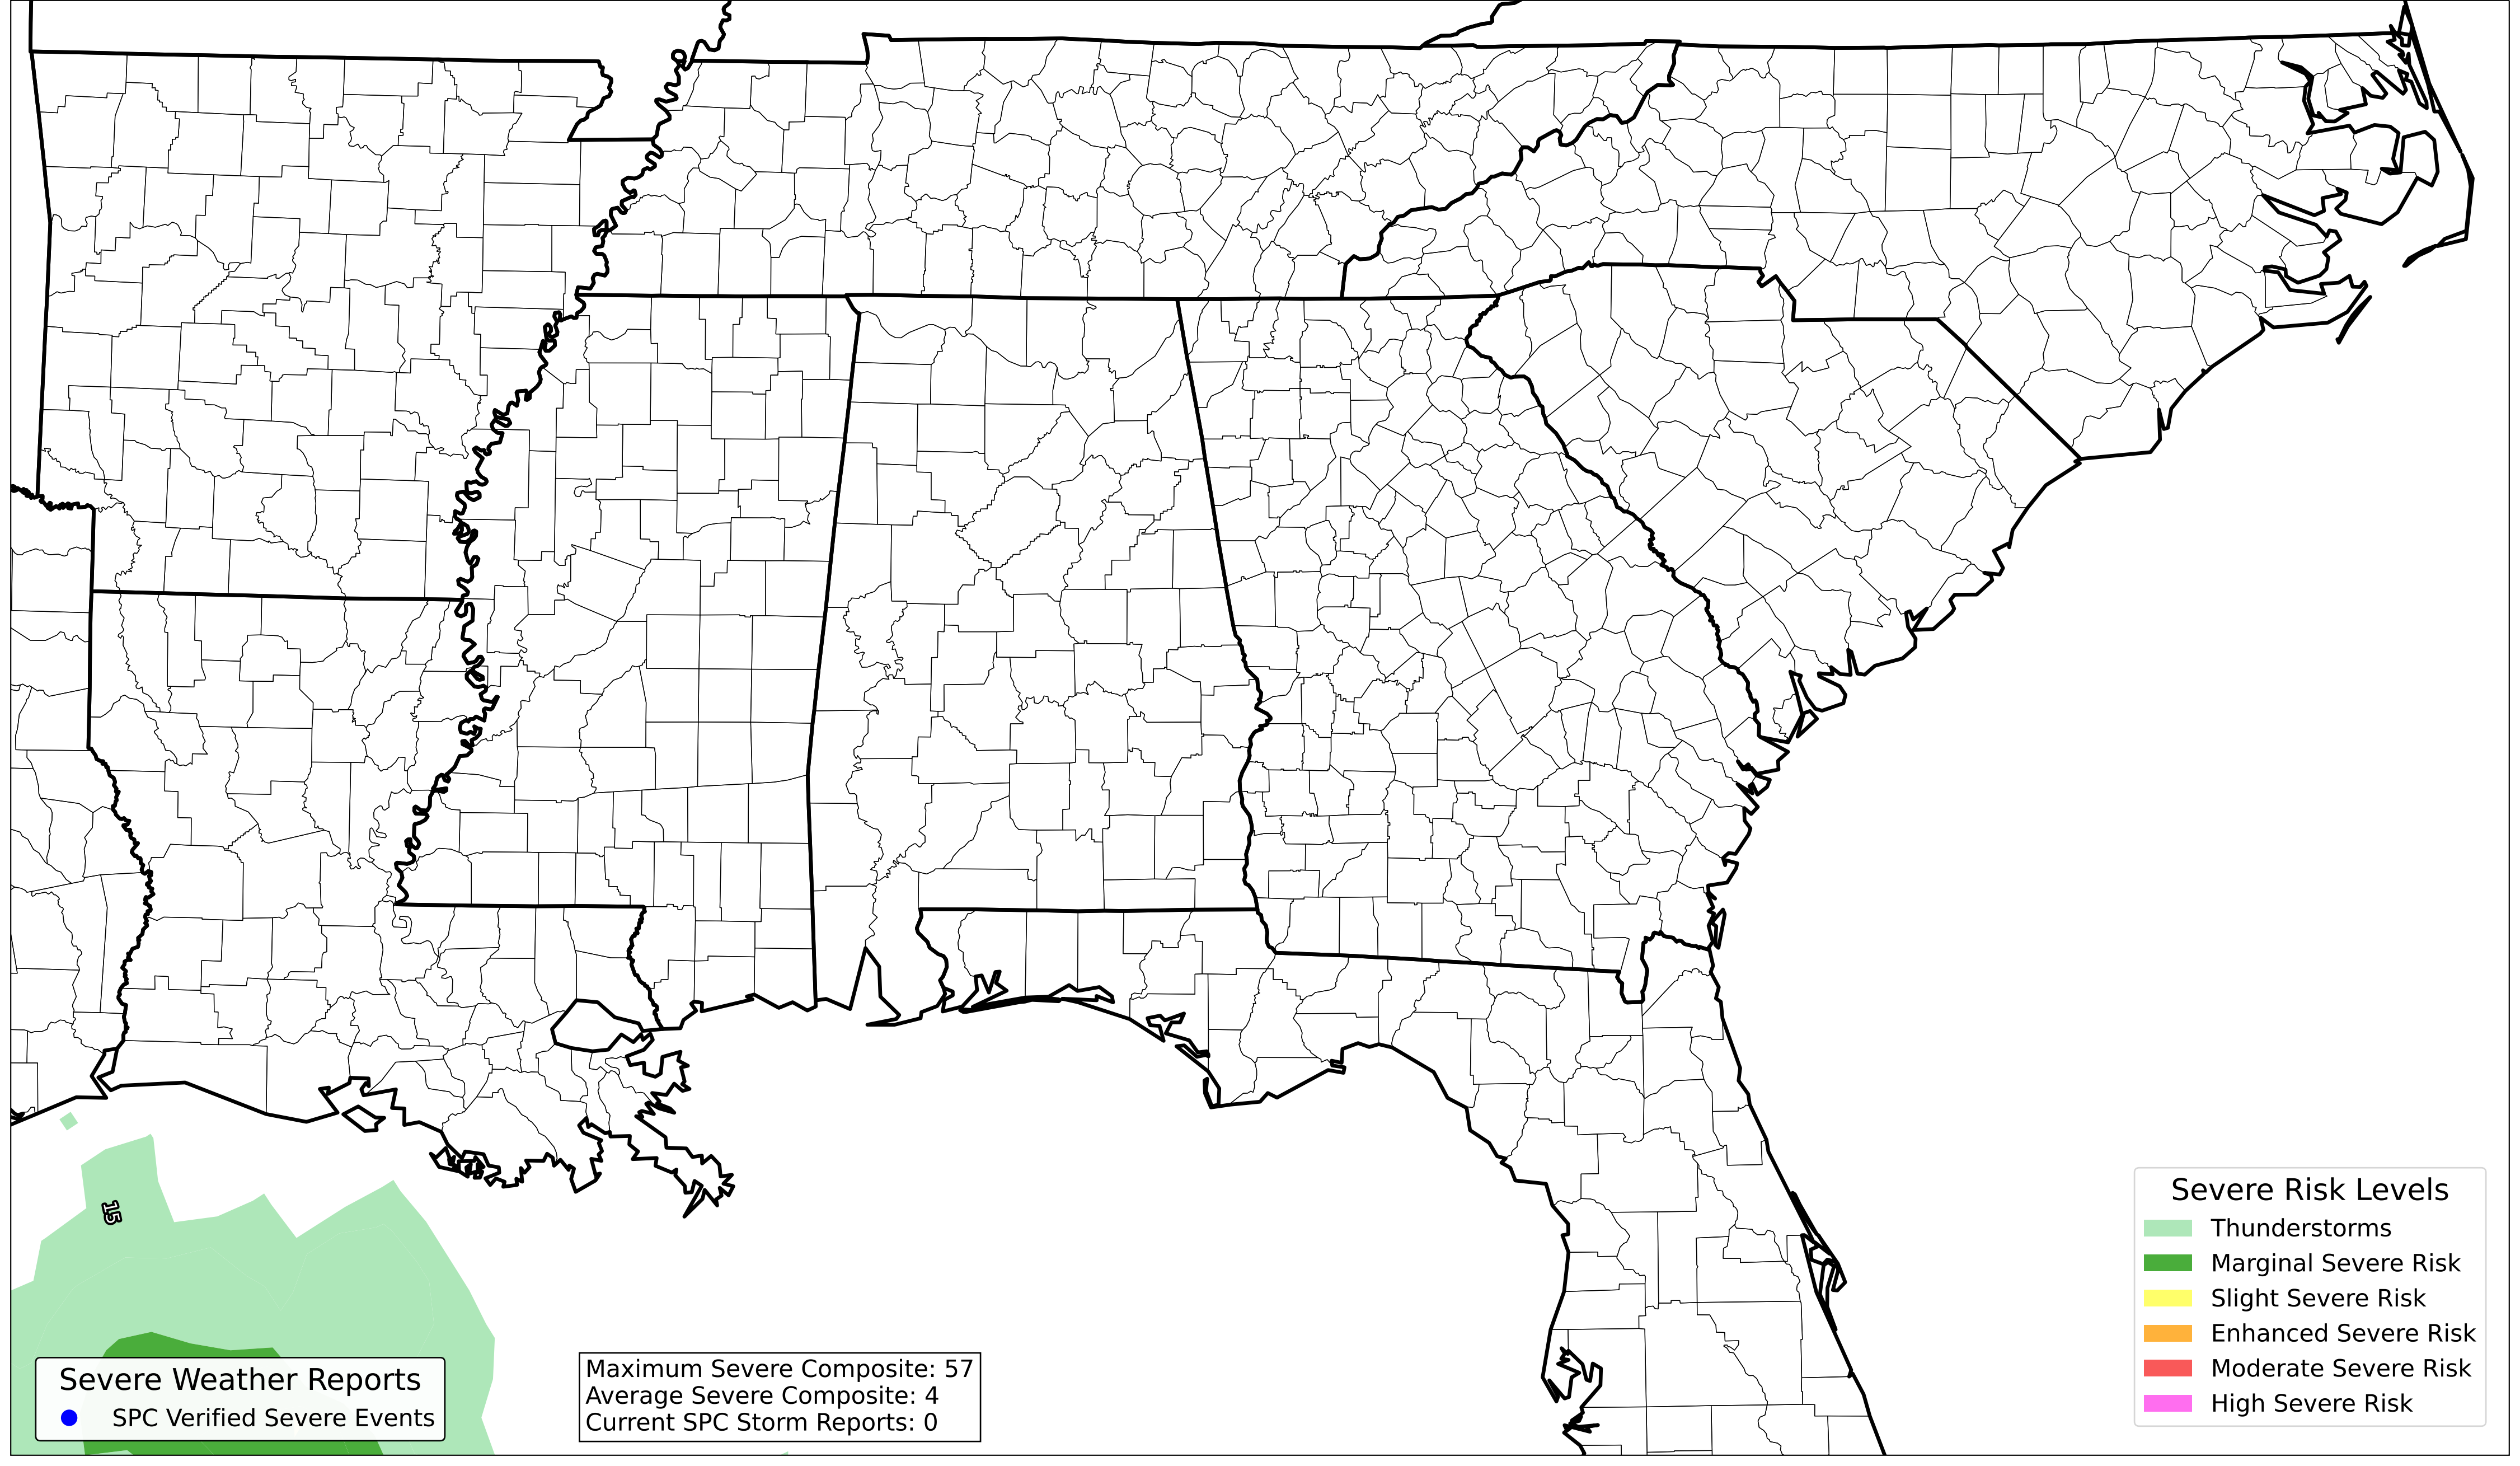 15
Severe Weather Reports
SPC Verified Severe Events
Maximum Severe Composite: 57
Average Severe Composite: 4
Current SPC Storm Reports: 0
Severe Risk Levels
Thunderstorms
Marginal Severe Risk
Slight Severe Risk
Enhanced Severe Risk
Moderate Severe Risk
High Severe Risk